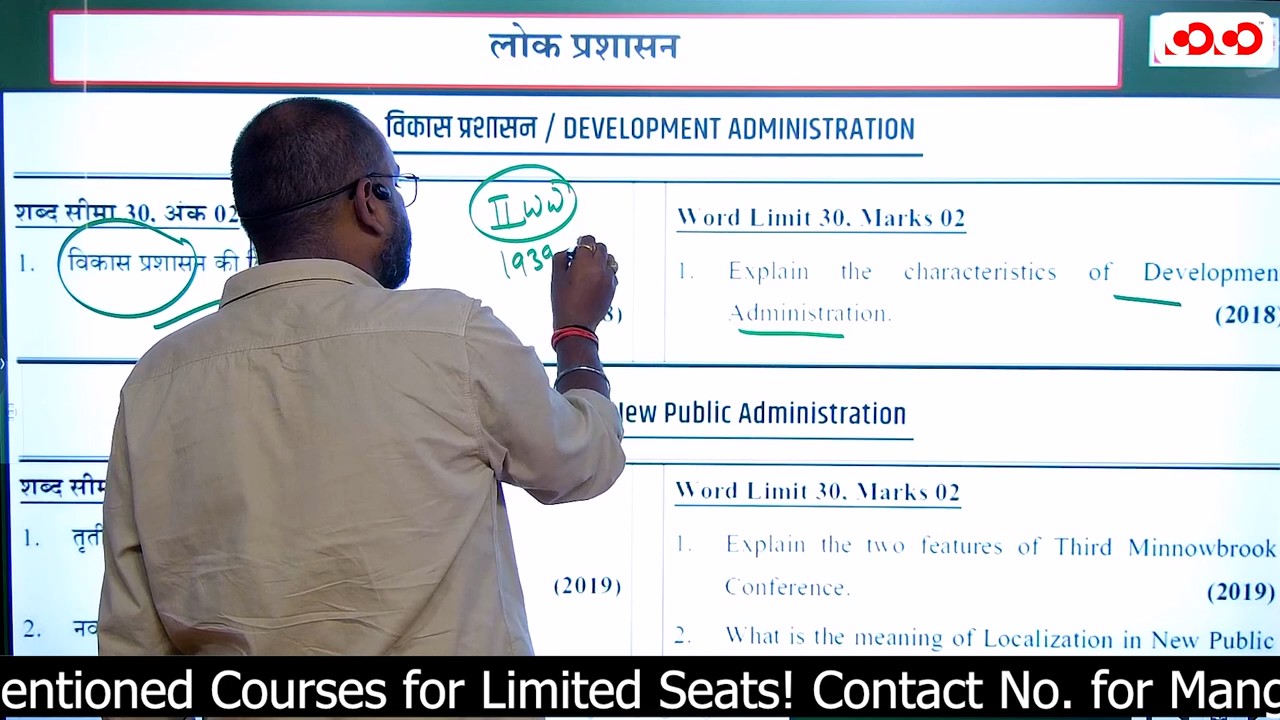 लोक प्रशासन
विकास प्रशासन / DEVELOPMENT ADMINISTRATION
शब्द सीमा 30, अंक 02
1. विकास प्रशासन की
II WW
1939
Word Limit 30, Marks 02
1. Explain the characteristics of Developmen
Administration. (2018)
New Public Administration
शब्द सीम
1. तृती
(2019)
2. नव
Word Limit 30, Marks 02
1. Explain the two features of Third Minnowbrook
Conference. (2019)
2. What is the meaning of Localization in New Public
entioned Courses for Limited Seats! Contact No. for Mang